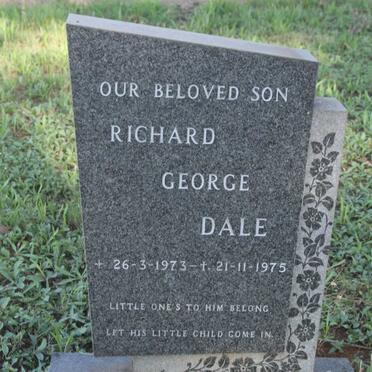 OUR BELOVED SON
RICHARD
GEORGE
DALE
+ 26-3-1973 – †. 21-11-1975
LITTLE ONE'S TO HIM BELONG
LET HIS LITTLE CHILD COME IN.